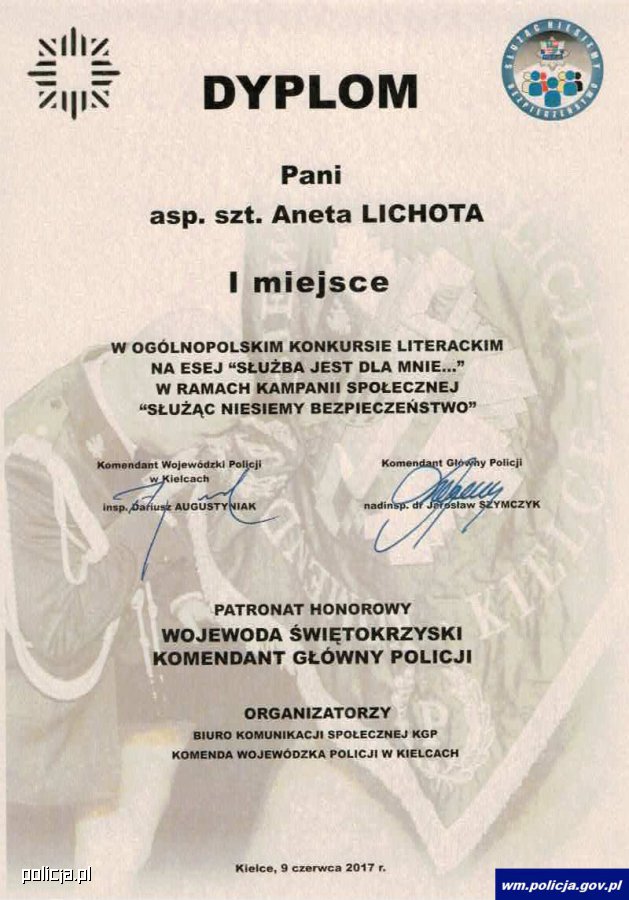 DYPLOM
SŁUŻĄC NIESIEMY
BEZPIECZEŃSTWO
Pani
asp. szt. Aneta LICHOTA
I miejsce
W OGÓLNOPOLSKIM KONKURSIE LITERACKIM
NA ESEJ “SŁUŻBA JEST DLA MNIE...”
W RAMACH KAMPANII SPOŁECZNEJ
“SŁUŻĄC NIESIEMY BEZPIECZEŃSTWO”
Komendant Wojewódzki Policji
w Kielcach
insp. Dariusz AUGUSTYNIAK
Komendant Główny Policji
nadinsp. dr Jarosław SZYMCZYK
PATRONAT HONOROWY
WOJEWODA ŚWIĘTOKRZYSKI
KOMENDANT GŁÓWNY POLICJI
ORGANIZATORZY
BIURO KOMUNIKACJI SPOŁECZNEJ KGP
KOMENDA WOJEWÓDZKA POLICJI W KIELCACH
Kielce, 9 czerwca 2017 r.
policja.pl
wm.policja.gov.pl